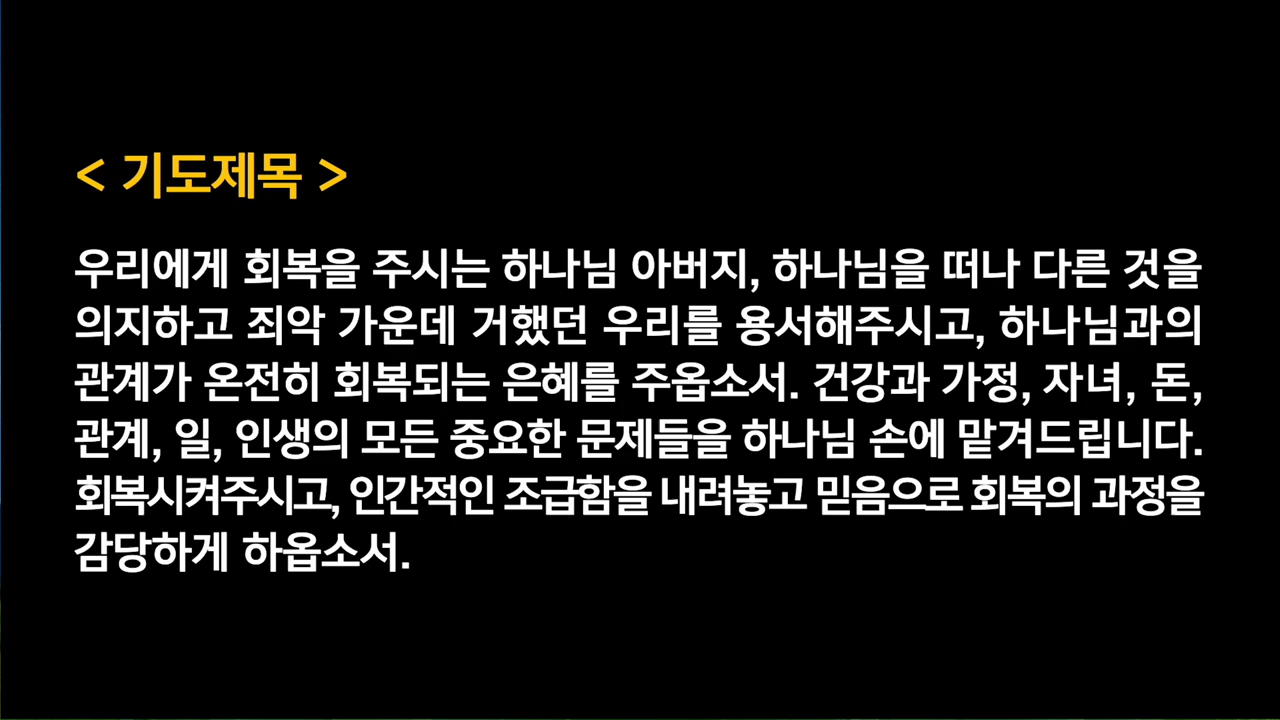 < 기도제목 >
우리에게 회복을 주시는 하나님 아버지, 하나님을 떠나 다른 것을
의지하고 죄악 가운데 거했던 우리를 용서해주시고, 하나님과의
관계가 온전히 회복되는 은혜를 주옵소서. 건강과 가정, 자녀, 돈,
관계, 일, 인생의 모든 중요한 문제들을 하나님 손에 맡겨드립니다.
회복시켜주시고, 인간적인 조급함을 내려놓고 믿음으로 회복의 과정을
감당하게 하옵소서.